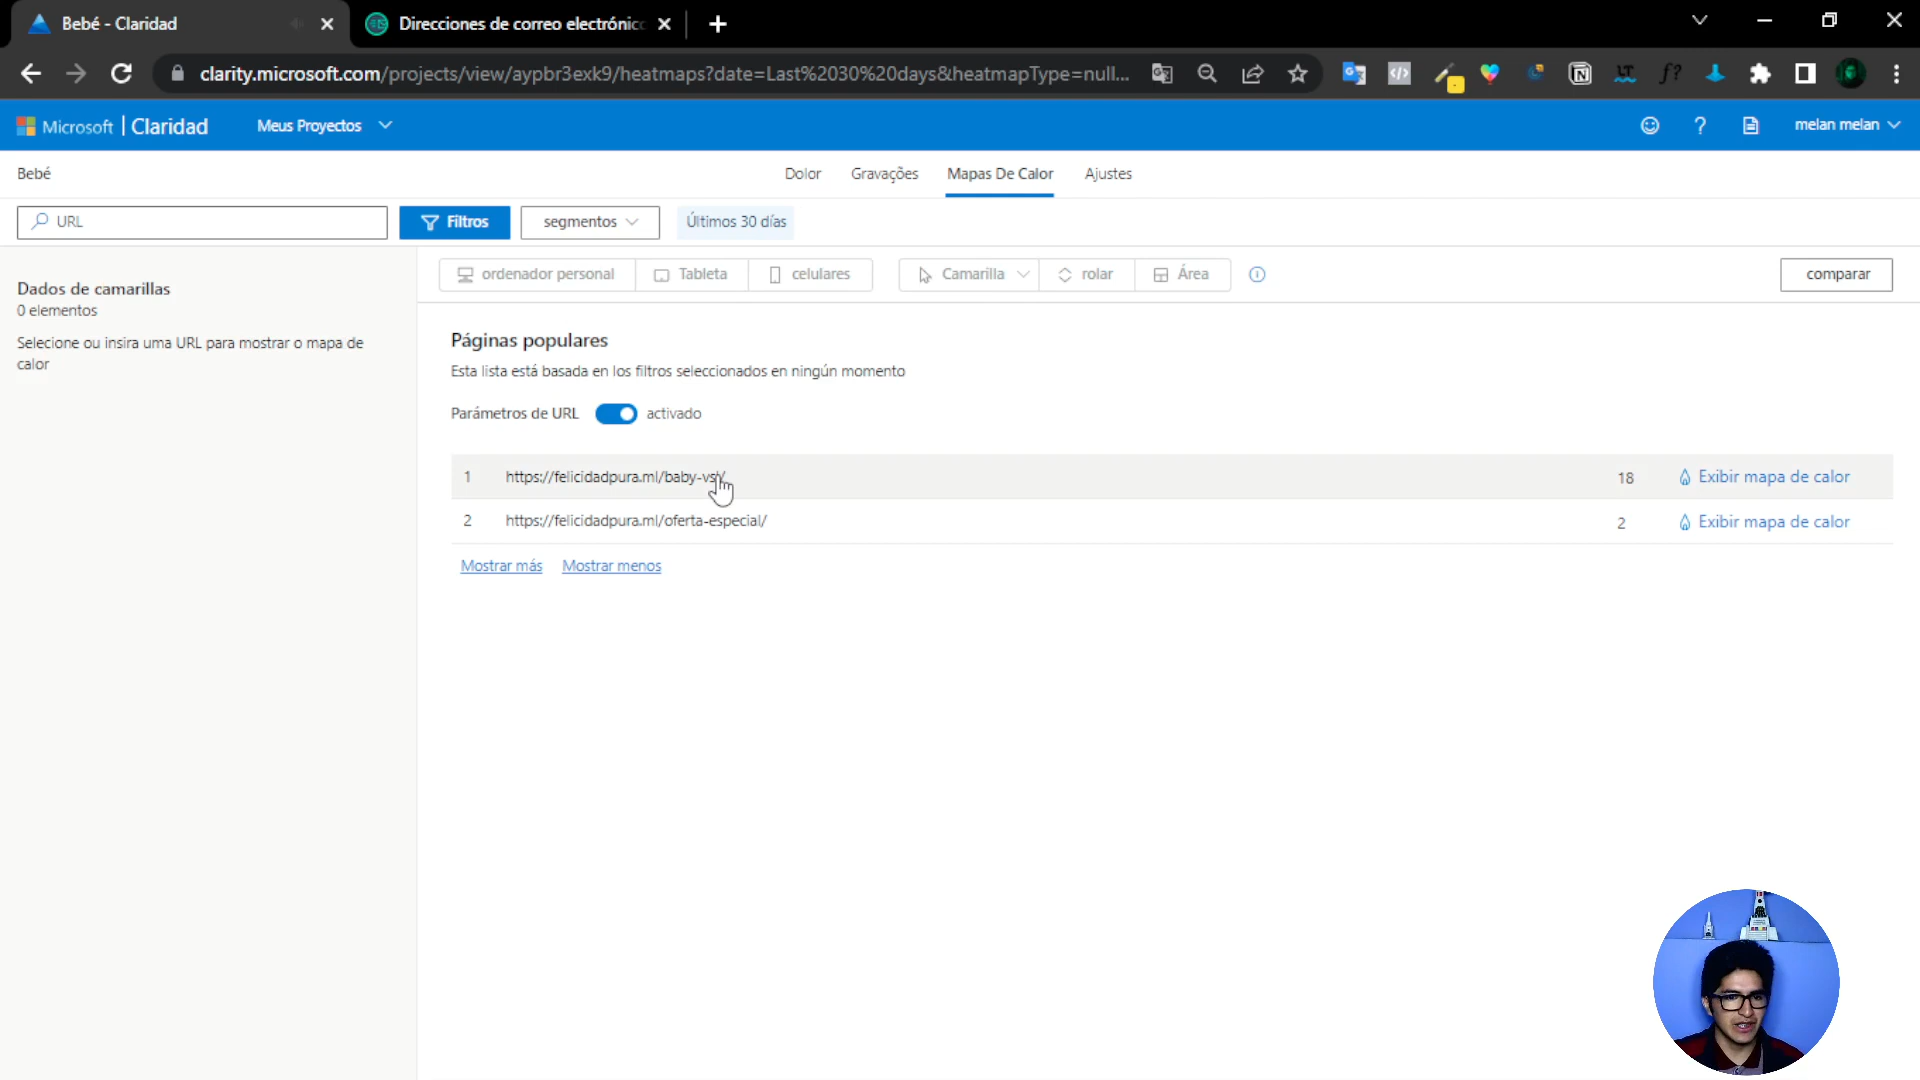 Bebé - Claridad
Direcciones de correo electrónic
clarity.microsoft.com/projects/view/aypbr3exk9/heatmaps?date=Last%2030%20days&heatmapType=null...
Microsoft | Claridad
Meus Proyectos
melan melan
Bebé
Dolor
Gravações
Mapas De Calor
Ajustes
URL
Filtros
segmentos
Últimos 30 días
ordenador personal
Tableta
celulares
Camarilla
rolar
Área
comparar
Dados de camarillas
0 elementos
Selecione ou insira uma URL para mostrar o mapa de
calor
Páginas populares
Esta lista está basada en los filtros seleccionados en ningún momento
Parámetros de URL
activado
1 https://felicidadpura.ml/baby-vsl/ 18 Exibir mapa de calor
2 https://felicidadpura.ml/oferta-especial/ 2 Exibir mapa de calor
Mostrar más Mostrar menos